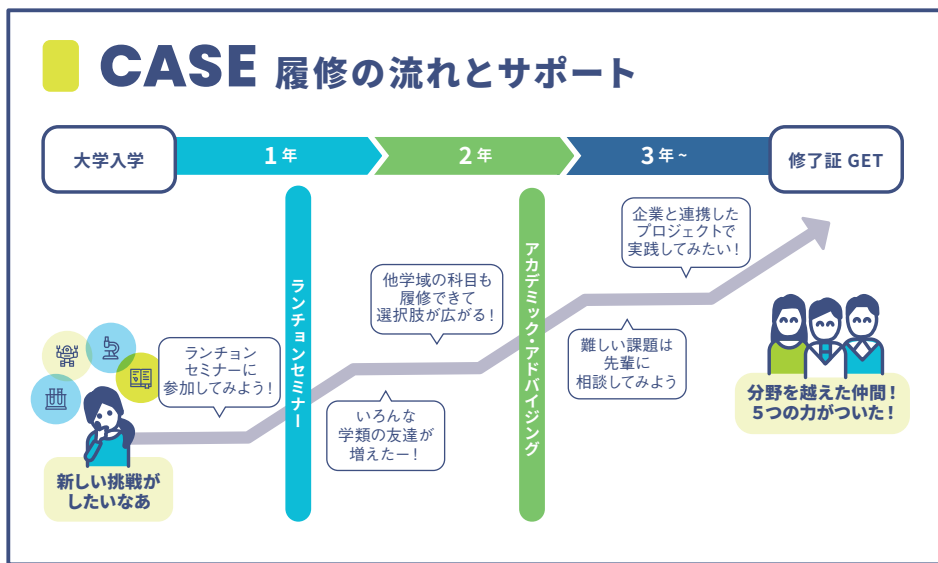 CASE 履修の流れとサポート
大学入学
1年
2年
3年~
修了証 GET
ランチョンセミナー
アカデミック・アドバイジング
新しい挑戦が
したいなあ
ランチョン
セミナーに
参加してみよう！
いろんな
学類の友達が
増えたー！
他学域の科目も
履修できて
選択肢が広がる！
難しい課題は
先輩に
相談してみよう
企業と連携した
プロジェクトで
実践してみたい！
分野を越えた仲間！
5つの力がついた！